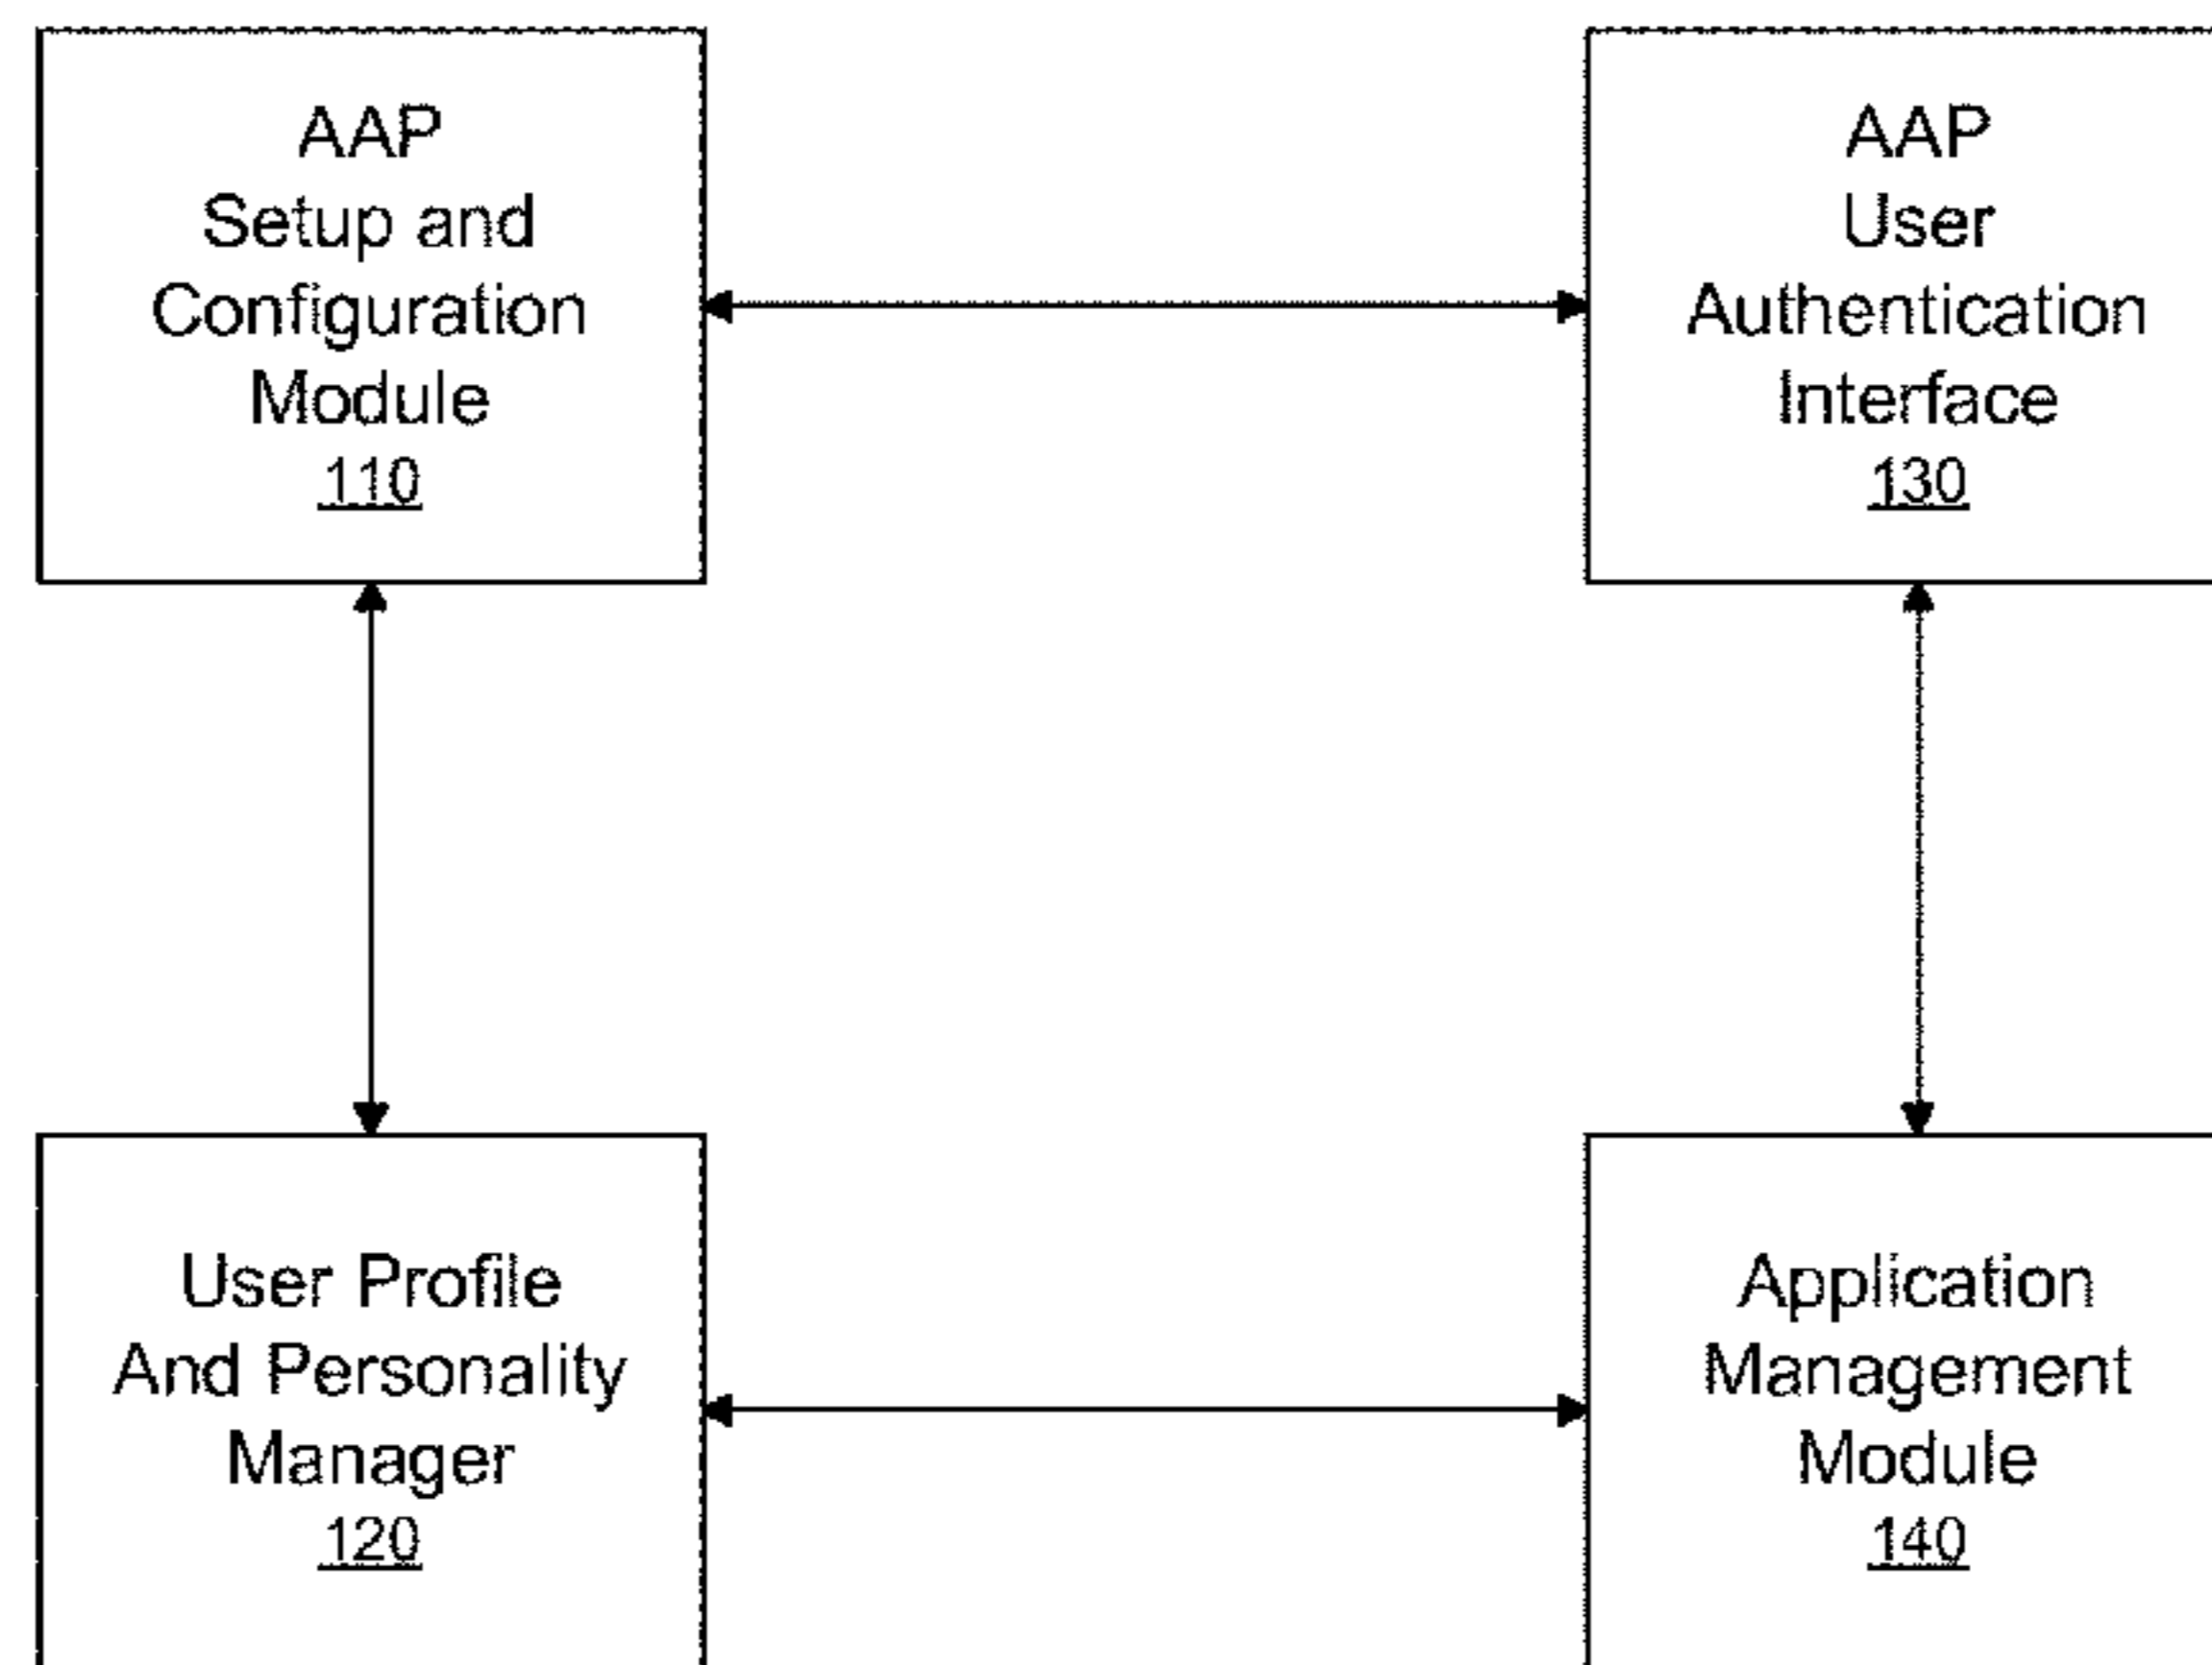 AAP
Setup and
Configuration
Module
110
AAP
User
Authentication
Interface
130
User Profile
And Personality
Manager
120
Application
Management
Module
140